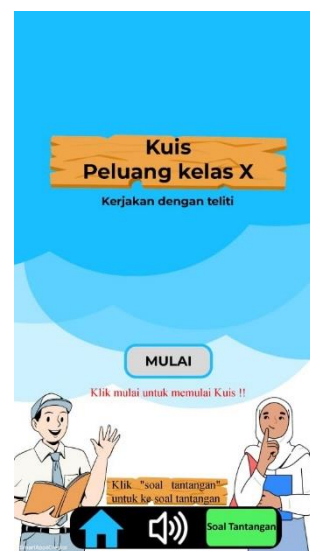 Kuis
Peluang kelas X
Kerjakan dengan teliti
MULAI
Klik mulai untuk memulai Kuis !!
Klik "soal tantangan"
untuk ke soal tantangan
Soal Tantangan